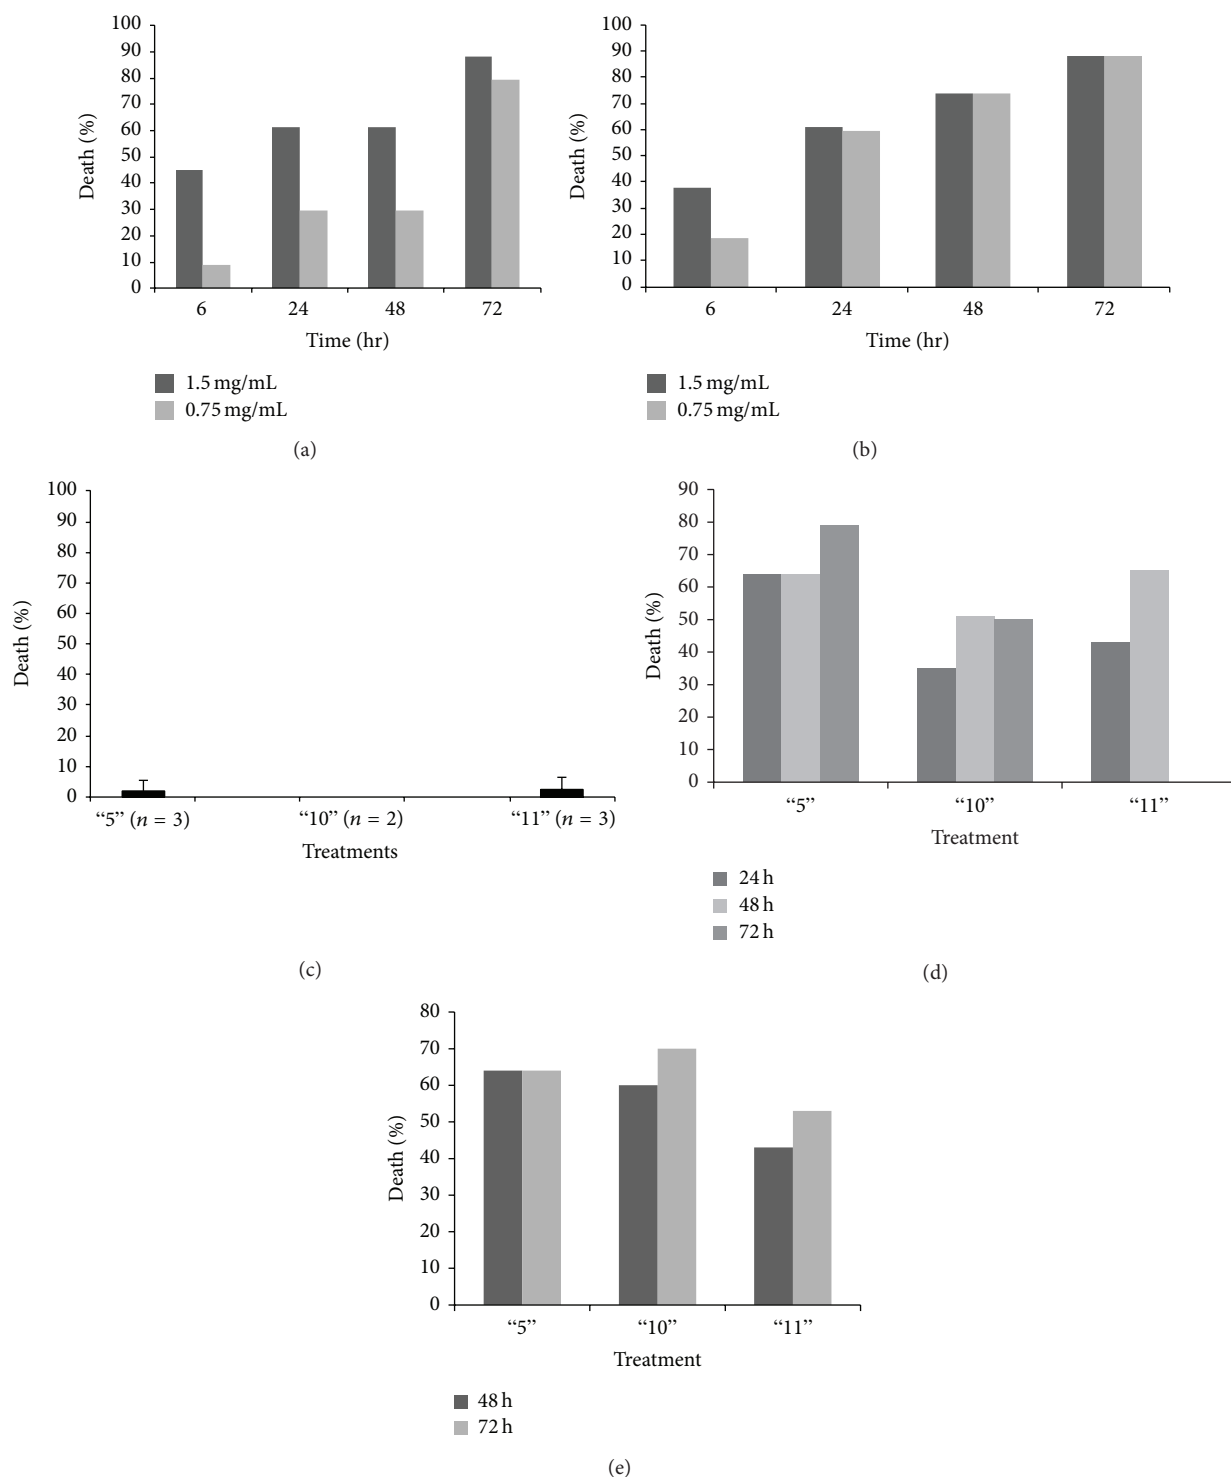 100
90
80
70
60
50
40
30
20
10
0
Death (%)
6 24 48 72
Time (hr)
1.5 mg/mL
0.75 mg/mL
(a)
100
90
80
70
60
50
40
30
20
10
0
Death (%)
6 24 48 72
Time (hr)
1.5 mg/mL
0.75 mg/mL
(b)
100
90
80
70
60
50
40
30
20
10
0
Death (%)
“5” (n = 3) “10” (n = 2) “11” (n = 3)
Treatments
(c)
90
80
70
60
50
40
30
20
10
0
Death (%)
“5” “10” “11”
Treatment
24 h
48 h
72 h
(d)
80
70
60
50
40
30
20
10
0
Death (%)
“5” “10” “11”
Treatment
48 h
72 h
(e)